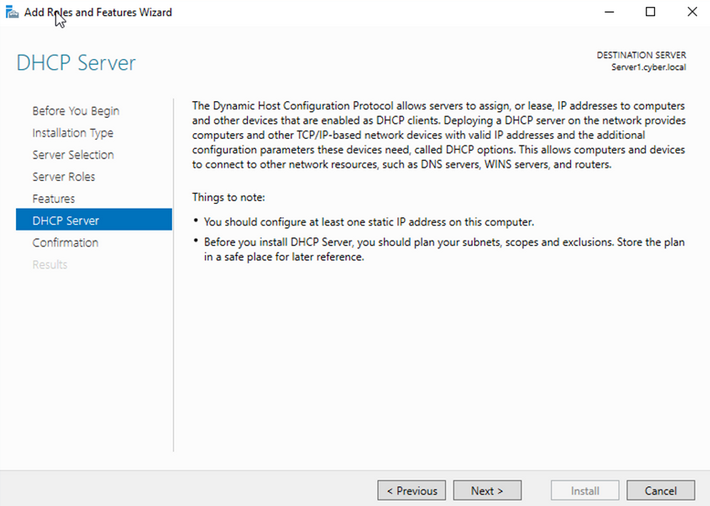 Add Roles and Features Wizard
DHCP Server
DESTINATION SERVER
Server1.cyber.local
Before You Begin
Installation Type
Server Selection
Server Roles
Features
DHCP Server
Confirmation
Results
The Dynamic Host Configuration Protocol allows servers to assign, or lease, IP addresses to computers
and other devices that are enabled as DHCP clients. Deploying a DHCP server on the network provides
computers and other TCP/IP-based network devices with valid IP addresses and the additional
configuration parameters these devices need, called DHCP options. This allows computers and devices
to connect to other network resources, such as DNS servers, WINS servers, and routers.
Things to note:
• You should configure at least one static IP address on this computer.
• Before you install DHCP Server, you should plan your subnets, scopes and exclusions. Store the plan
in a safe place for later reference.
< Previous
Next >
Install
Cancel